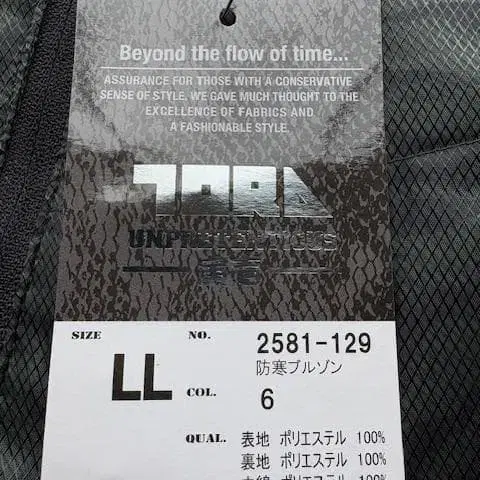 Beyond the flow of time...
ASSURANCE FOR THOSE WITH A CONSERVATIVE
SENSE OF STYLE, WE GAVE MUCH THOUGHT TO THE
EXCELLENCE OF FABRICS AND
A FASHIONABLE STYLE.
TORA
UNPRETENTIOUS
SIZE
LL
NO.
2581-129
防寒ブルゾン
COL.
6
QUAL.
表地 ポリエステル 100%
裏地 ポリエステル 100%